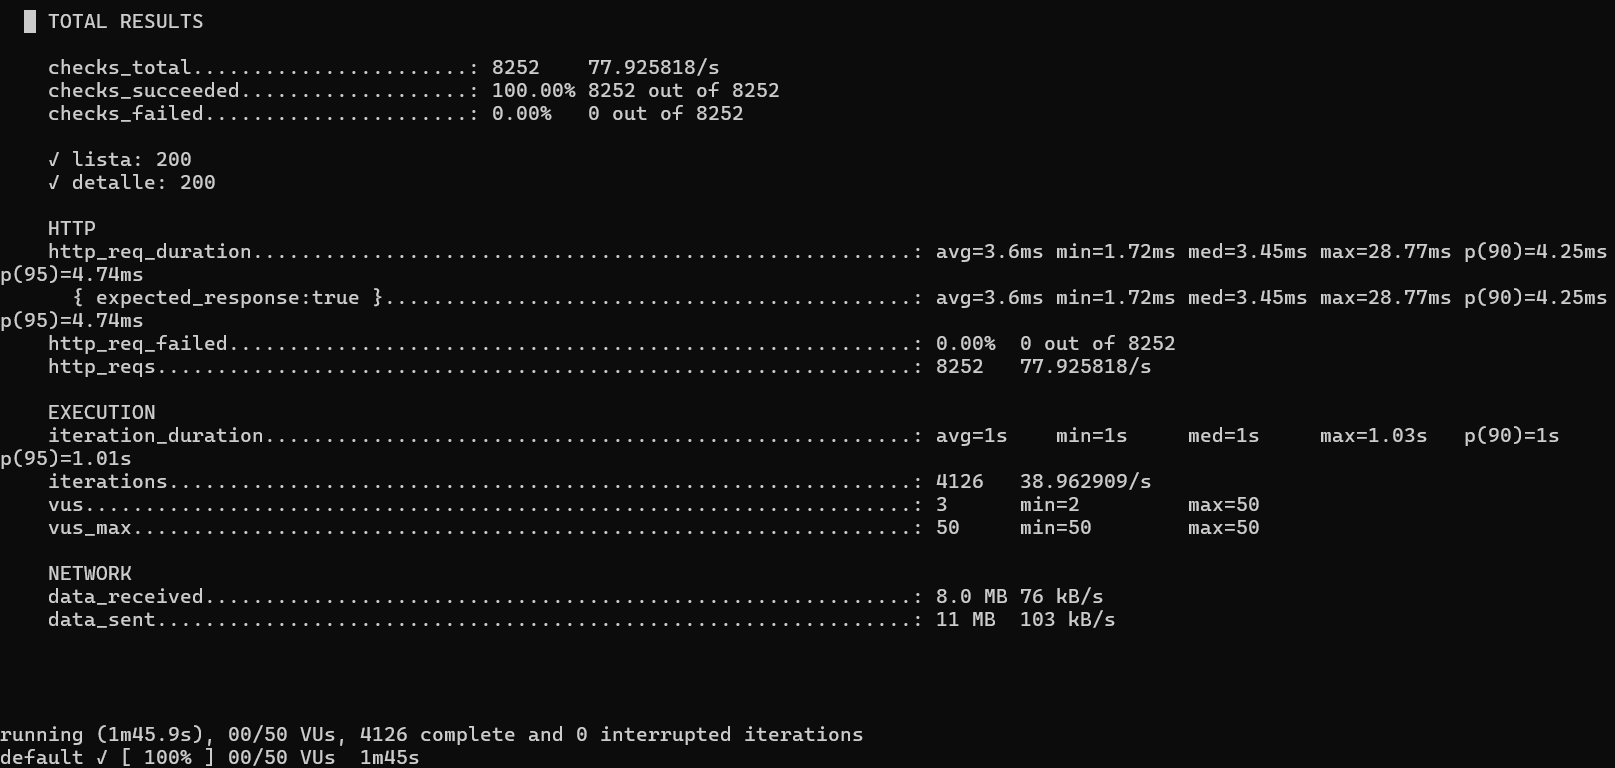 █ TOTAL RESULTS
checks_total.......................: 8252    77.925818/s
checks_succeeded...................: 100.00% 8252 out of 8252
checks_failed......................: 0.00%   0 out of 8252
✓ lista: 200
✓ detalle: 200
HTTP
http_req_duration.......................................................: avg=3.6ms min=1.72ms med=3.45ms max=28.77ms p(90)=4.25ms
p(95)=4.74ms
{ expected_response:true }............................................: avg=3.6ms min=1.72ms med=3.45ms max=28.77ms p(90)=4.25ms
p(95)=4.74ms
http_req_failed.........................................................: 0.00%  0 out of 8252
http_reqs...............................................................: 8252   77.925818/s
EXECUTION
iteration_duration......................................................: avg=1s    min=1s     med=1s     max=1.03s   p(90)=1s
p(95)=1.01s
iterations..............................................................: 4126   38.962909/s
vus.....................................................................: 3      min=2         max=50
vus_max.................................................................: 50     min=50        max=50
NETWORK
data_received...........................................................: 8.0 MB 76 kB/s
data_sent...............................................................: 11 MB  103 kB/s
running (1m45.9s), 00/50 VUs, 4126 complete and 0 interrupted iterations
default ✓ [ 100% ] 00/50 VUs  1m45s